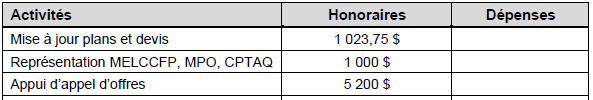 Activités Honoraires Dépenses
Mise à jour plans et devis 1 023,75 $
Représentation MELCCFP, MPO, CPTAQ 1 000 $
Appui d'appel d'offres 5 200 $